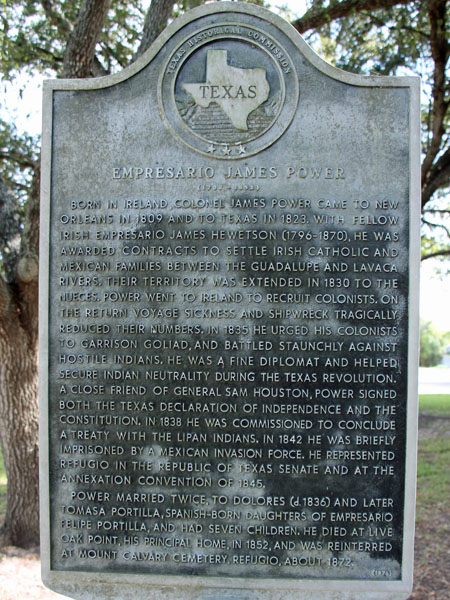 TEXAS HISTORICAL COMMISSION
TEXAS
EMPRESARIO JAMES POWER
BORN IN IRELAND, COLONEL JAMES POWER CAME TO NEW
ORLEANS IN 1809 AND TO TEXAS IN 1823. WITH FELLOW
IRISH EMPRESARIO JAMES HEWETSON (1796-1870), HE WAS
AWARDED CONTRACTS TO SETTLE IRISH CATHOLIC AND
MEXICAN FAMILIES BETWEEN THE GUADALUPE AND LAVACA
RIVERS. THEIR TERRITORY WAS EXTENDED IN 1830 TO THE
NUECES. POWER WENT TO IRELAND TO RECRUIT COLONISTS. ON
THE RETURN VOYAGE SICKNESS AND SHIPWRECK TRAGICALLY
REDUCED THEIR NUMBERS. IN 1835 HE URGED HIS COLONISTS
TO GARRISON GOLIAD, AND BATTLED STAUNCHLY AGAINST
HOSTILE INDIANS. HE WAS A FINE DIPLOMAT AND HELPED
SECURE INDIAN NEUTRALITY DURING THE TEXAS REVOLUTION.
A CLOSE FRIEND OF GENERAL SAM HOUSTON, POWER SIGNED
BOTH THE TEXAS DECLARATION OF INDEPENDENCE AND THE
CONSTITUTION. IN 1838 HE WAS COMMISSIONED TO CONCLUDE
A TREATY WITH THE LIPAN INDIANS. IN 1842 HE WAS BRIEFLY
IMPRISONED BY A MEXICAN INVASION FORCE. HE REPRESENTED
REFUGIO IN THE REPUBLIC OF TEXAS SENATE AND AT THE
ANNEXATION CONVENTION OF 1845.
POWER MARRIED TWICE, TO DOLORES (d.1836) AND LATER
TOMASA PORTILLA, SPANISH-BORN DAUGHTERS OF EMPRESARIO
FELIPE PORTILLA, AND HAD SEVEN CHILDREN. HE DIED AT LIVE
OAK POINT, HIS PRINCIPAL HOME, IN 1852, AND WAS REINTERRED
AT MOUNT CALVARY CEMETERY, REFUGIO, ABOUT 1872.